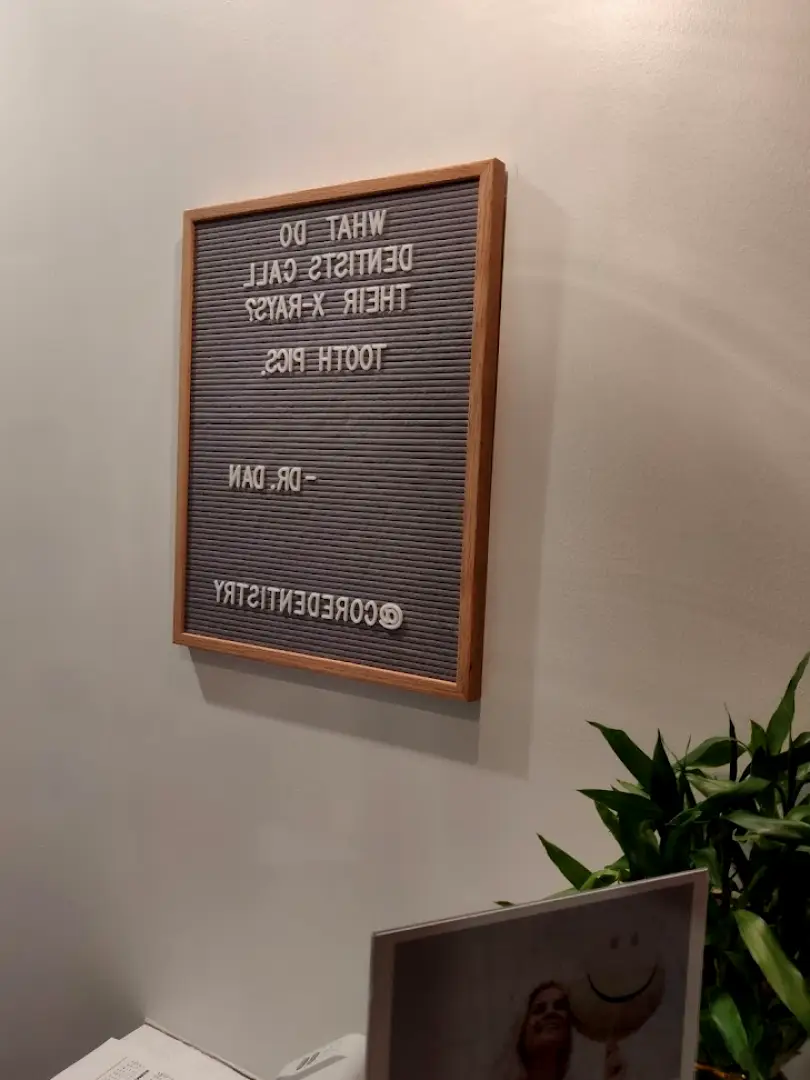 WHAT DO
DENTISTS CALL
THEIR X-RAYS?
TOOTH PICS.
-DR. DAN
@COREDENTISTRY